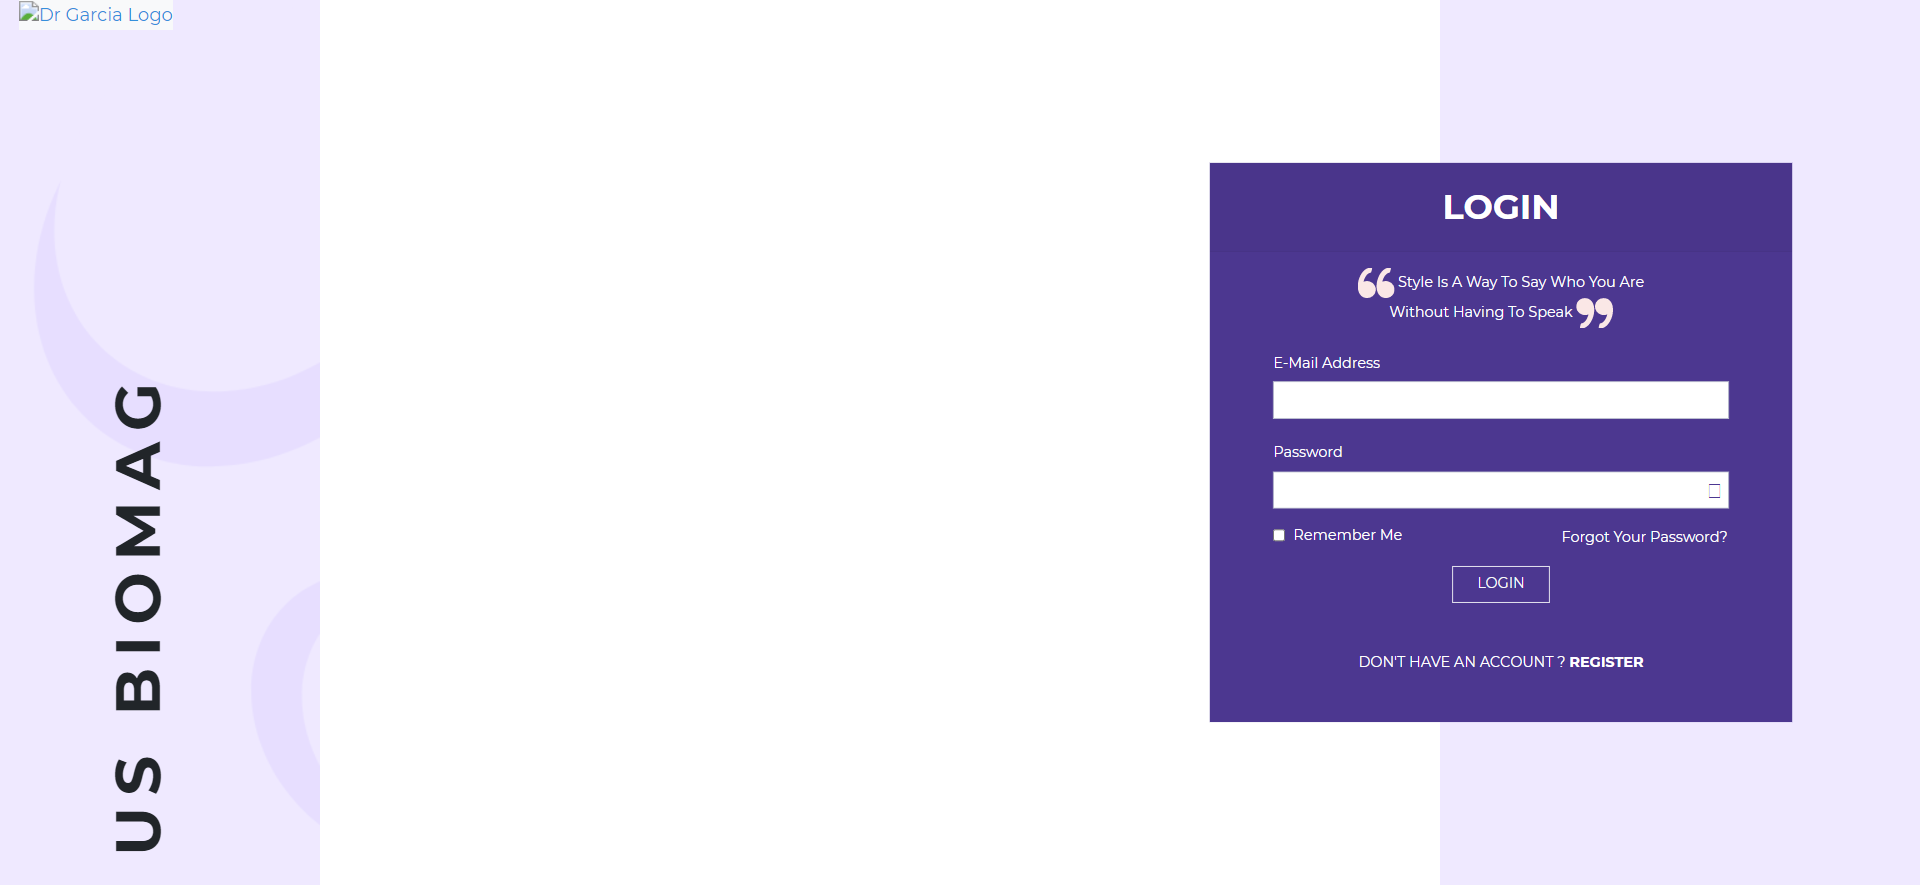 Dr Garcia Logo
US BIOMAG
LOGIN
❝ Style Is A Way To Say Who You Are
Without Having To Speak ❞
E-Mail Address
Password
Remember Me
Forgot Your Password?
LOGIN
DON'T HAVE AN ACCOUNT ? REGISTER